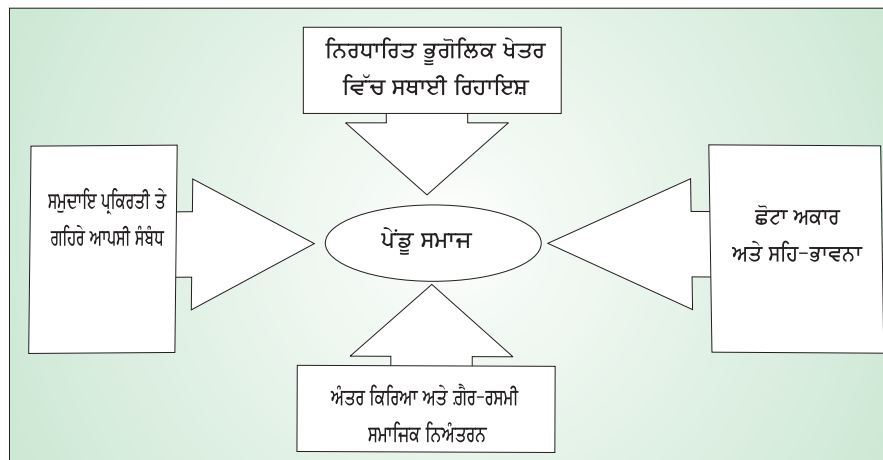 ਨਿਰਧਾਰਿਤ ਭੂਗੋਲਿਕ ਖੇਤਰ
ਵਿੱਚ ਸਥਾਈ ਰਿਹਾਇਸ਼
ਸਮੁਦਾਇ ਪ੍ਰਕਿਰਤੀ ਤੇ
ਗਹਿਰੇ ਆਪਸੀ ਸੰਬੰਧ
ਪੇਂਡੂ ਸਮਾਜ
ਛੋਟਾ ਅਕਾਰ
ਅਤੇ ਸਹਿ-ਭਾਵਨਾ
ਅੰਤਰ ਕਿਰਿਆ ਅਤੇ ਗ਼ੈਰ-ਰਸਮੀ
ਸਮਾਜਿਕ ਨਿਅੰਤਰਨ